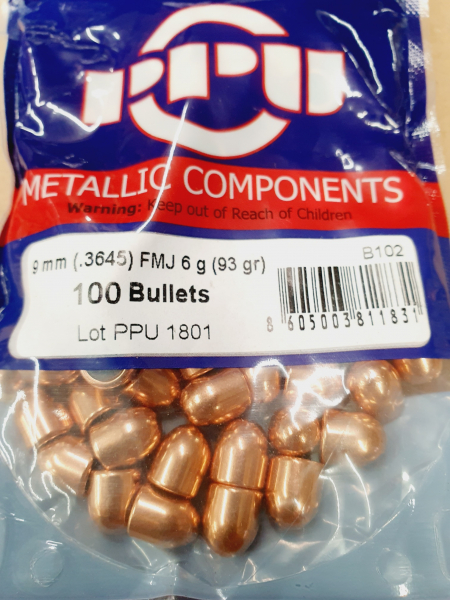 PPU
METALLIC COMPONENTS
Warning: Keep out of Reach of Children
9 mm (.3645) FMJ 6 g (93 gr)
B102
100 Bullets
Lot PPU 1801
8 605003 811831